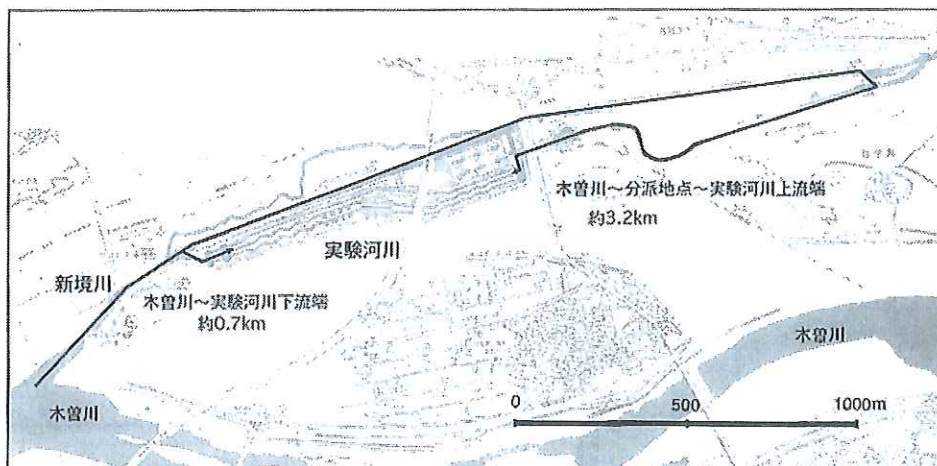 木曽川~分派地点~実験河川上流端
約3.2km
実験河川
新境川
木曽川~実験河川下流端
約0.7km
木曽川
木曽川
0 500 1000m